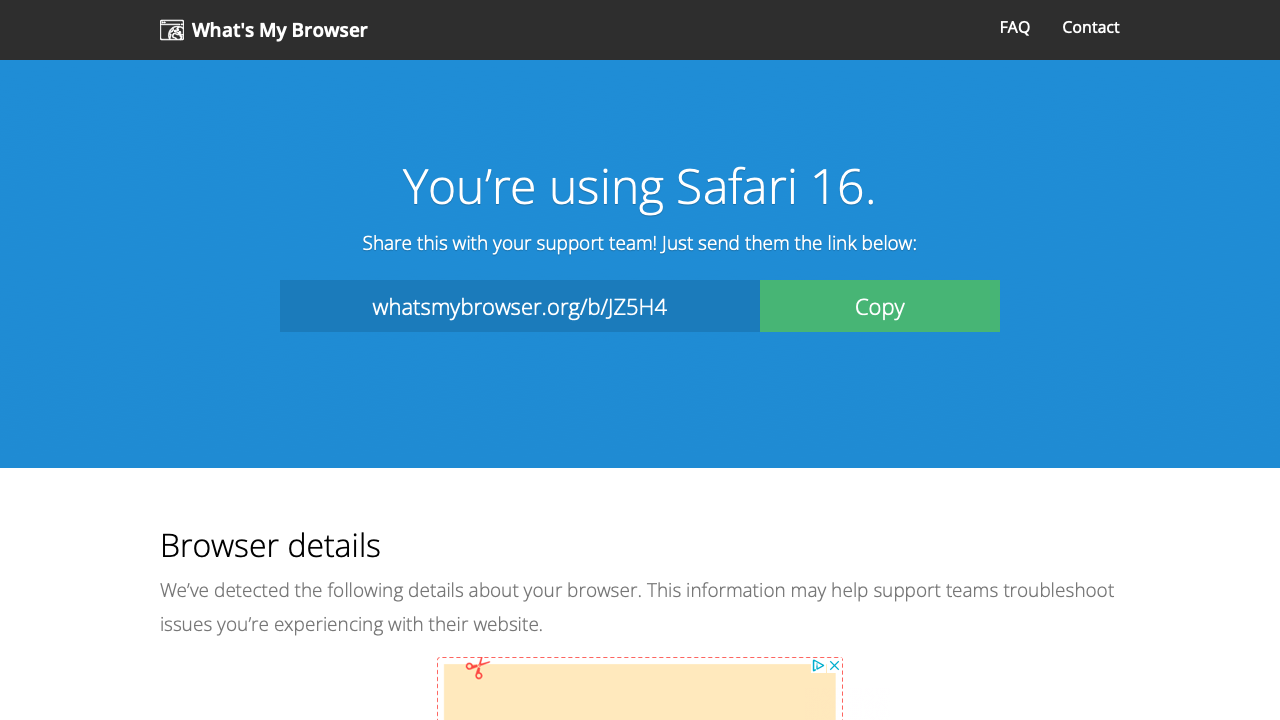 What's My Browser
FAQ
Contact
You’re using Safari 16.
Share this with your support team! Just send them the link below:
whatsmybrowser.org/b/JZ5H4
Copy
Browser details
We’ve detected the following details about your browser. This information may help support teams troubleshoot
issues you’re experiencing with their website.